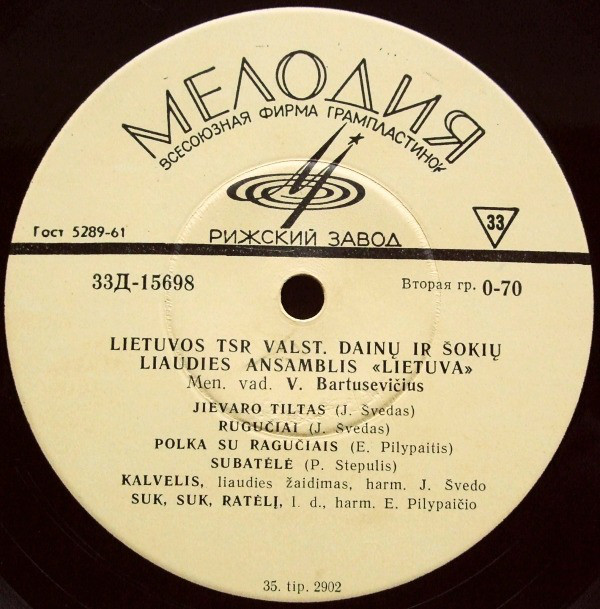 МЕЛОДИЯ
ВСЕСОЮЗНАЯ ФИРМА ГРАМПЛАСТИНОК
Гост 5289-61
РИЖСКИЙ ЗАВОД
33
33Д-15698
Вторая гр. 0-70
LIETUVOS TSR VALST. DAINŲ IR ŠOKIŲ
LIAUDIES ANSAMBLIS «LIETUVA»
Men. vad. V. Bartusevičius
JIEVARO TILTAS (J. Švedas)
RUGUČIAI (J. Švedas)
POLKA SU RAGUČIAIS (E. Pilypaitis)
SUBATĖLĖ (P. Stepulis)
KALVELIS, liaudies žaidimas, harm. J. Švedo
SUK, SUK, RATĖLĮ, l. d., harm. E. Pilypaičio
35. tip. 2902